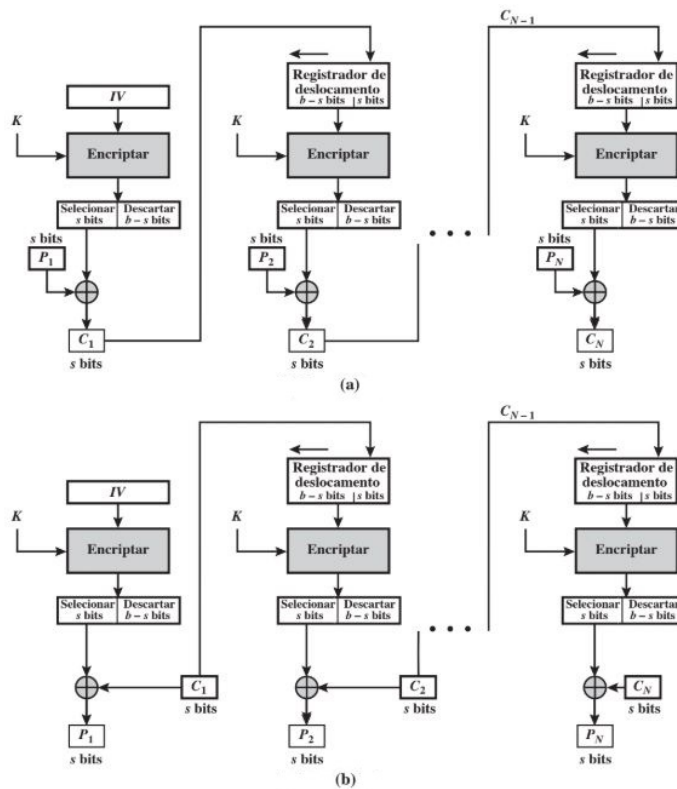 C_{N-1}
Registrador de
deslocamento
b – s bits | s bits
Registrador de
deslocamento
b – s bits | s bits
IV
K
K
K
Encriptar
Encriptar
Encriptar
Selecionar
s bits
Descartar
b – s bits
Selecionar
s bits
Descartar
b – s bits
Selecionar
s bits
Descartar
b – s bits
s bits
P_1
s bits
P_2
s bits
P_N
C_1
s bits
C_2
s bits
C_N
s bits
(a)
C_{N-1}
Registrador de
deslocamento
b – s bits | s bits
Registrador de
deslocamento
b – s bits | s bits
IV
K
K
K
Encriptar
Encriptar
Encriptar
Selecionar
s bits
Descartar
b – s bits
Selecionar
s bits
Descartar
b – s bits
Selecionar
s bits
Descartar
b – s bits
C_1
s bits
C_2
s bits
C_N
s bits
P_1
s bits
P_2
s bits
P_N
s bits
(b)